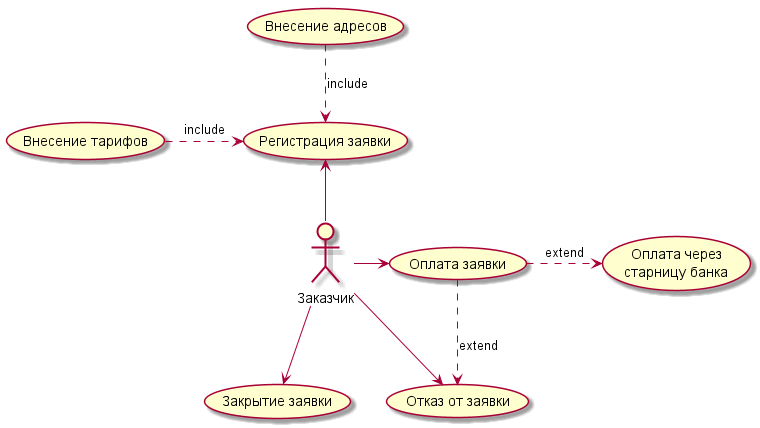 Внесение адресов
include
Внесение тарифов
include
Регистрация заявки
Заказчик
Оплата заявки
extend
Оплата через
старницу банка
extend
Закрытие заявки
Отказ от заявки